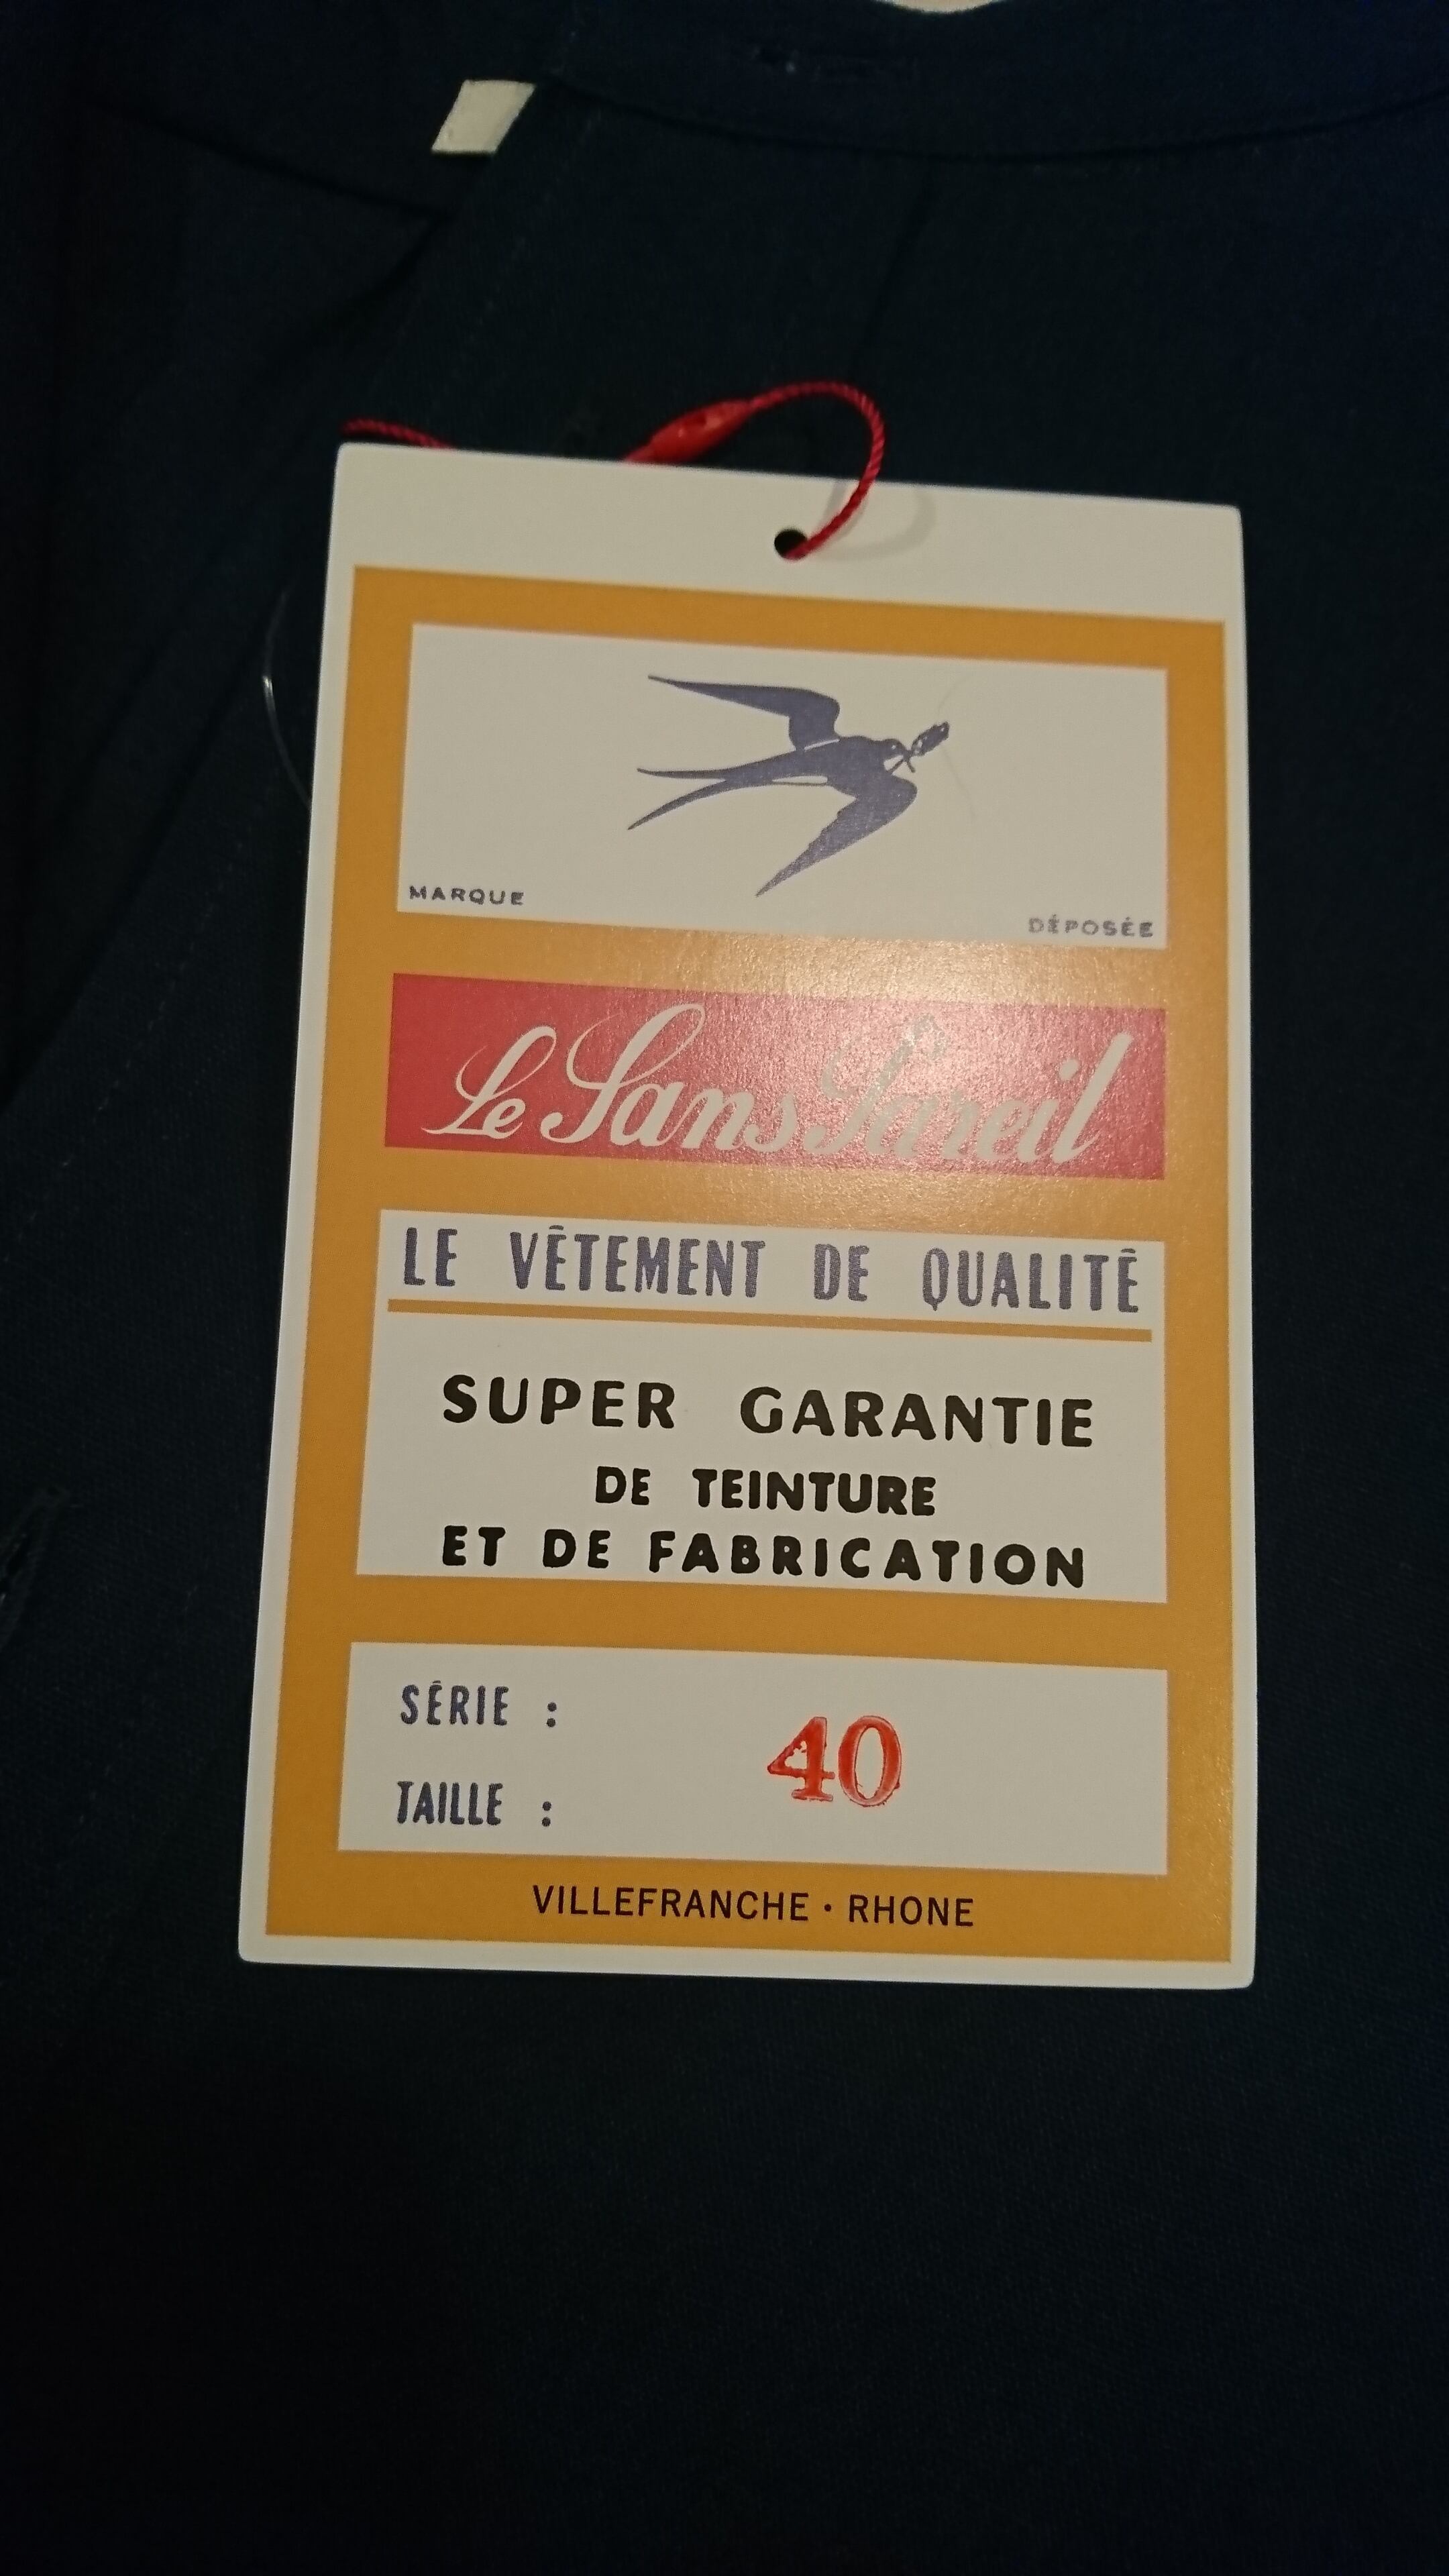 MARQUE
DÉPOSÉE
Le Sans Pareil
LE VÊTEMENT DE QUALITÉ
SUPER GARANTIE
DE TEINTURE
ET DE FABRICATION
SÉRIE :
40
TAILLE :
VILLEFRANCHE · RHONE